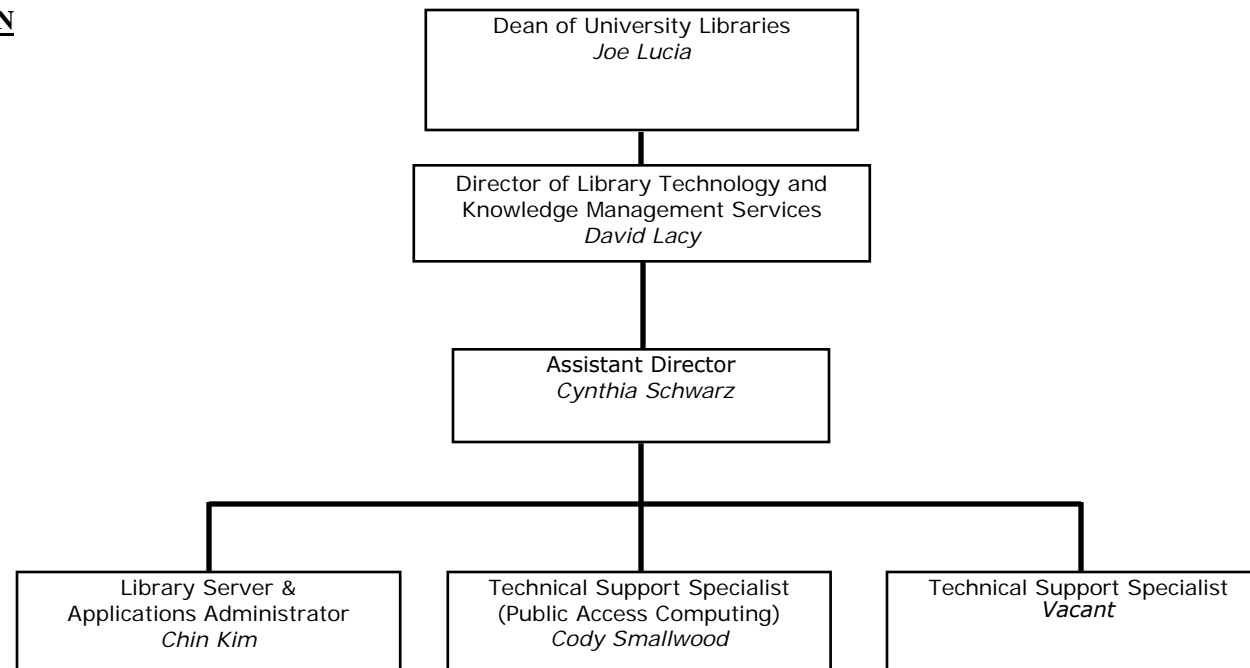 N
Dean of University Libraries
Joe Lucia
Director of Library Technology and
Knowledge Management Services
David Lacy
Assistant Director
Cynthia Schwarz
Library Server &
Applications Administrator
Chin Kim
Technical Support Specialist
(Public Access Computing)
Cody Smallwood
Technical Support Specialist
Vacant